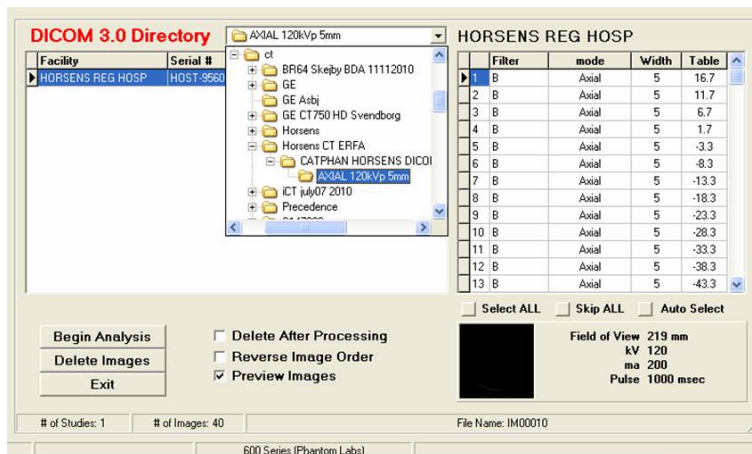 DICOM 3.0 Directory
AXIAL 120kVp 5mm
HORSENS REG HOSP
Facility Serial #
HORSENS REG HOSP HOST-9560
ct
BR64 Skejby BDA 11112010
GE
GE Asbj
GE CT750 HD Svendborg
Horsens
Horsens CT ERFA
CATPHAN HORSENS DICOI
AXIAL 120kVp 5mm
iCT july07 2010
Precedence
Filter mode Width Table
1 B Axial 5 16.7
2 B Axial 5 11.7
3 B Axial 5 6.7
4 B Axial 5 1.7
5 B Axial 5 -3.3
6 B Axial 5 -8.3
7 B Axial 5 -13.3
8 B Axial 5 -18.3
9 B Axial 5 -23.3
10 B Axial 5 -28.3
11 B Axial 5 -33.3
12 B Axial 5 -38.3
13 B Axial 5 -43.3
Select ALL Skip ALL Auto Select
Begin Analysis
Delete Images
Exit
Delete After Processing
Reverse Image Order
Preview Images
Field of View 219 mm
kV 120
ma 200
Pulse 1000 msec
# of Studies: 1 # of Images: 40 File Name: IM00010
600 Series (Phantom Labs)